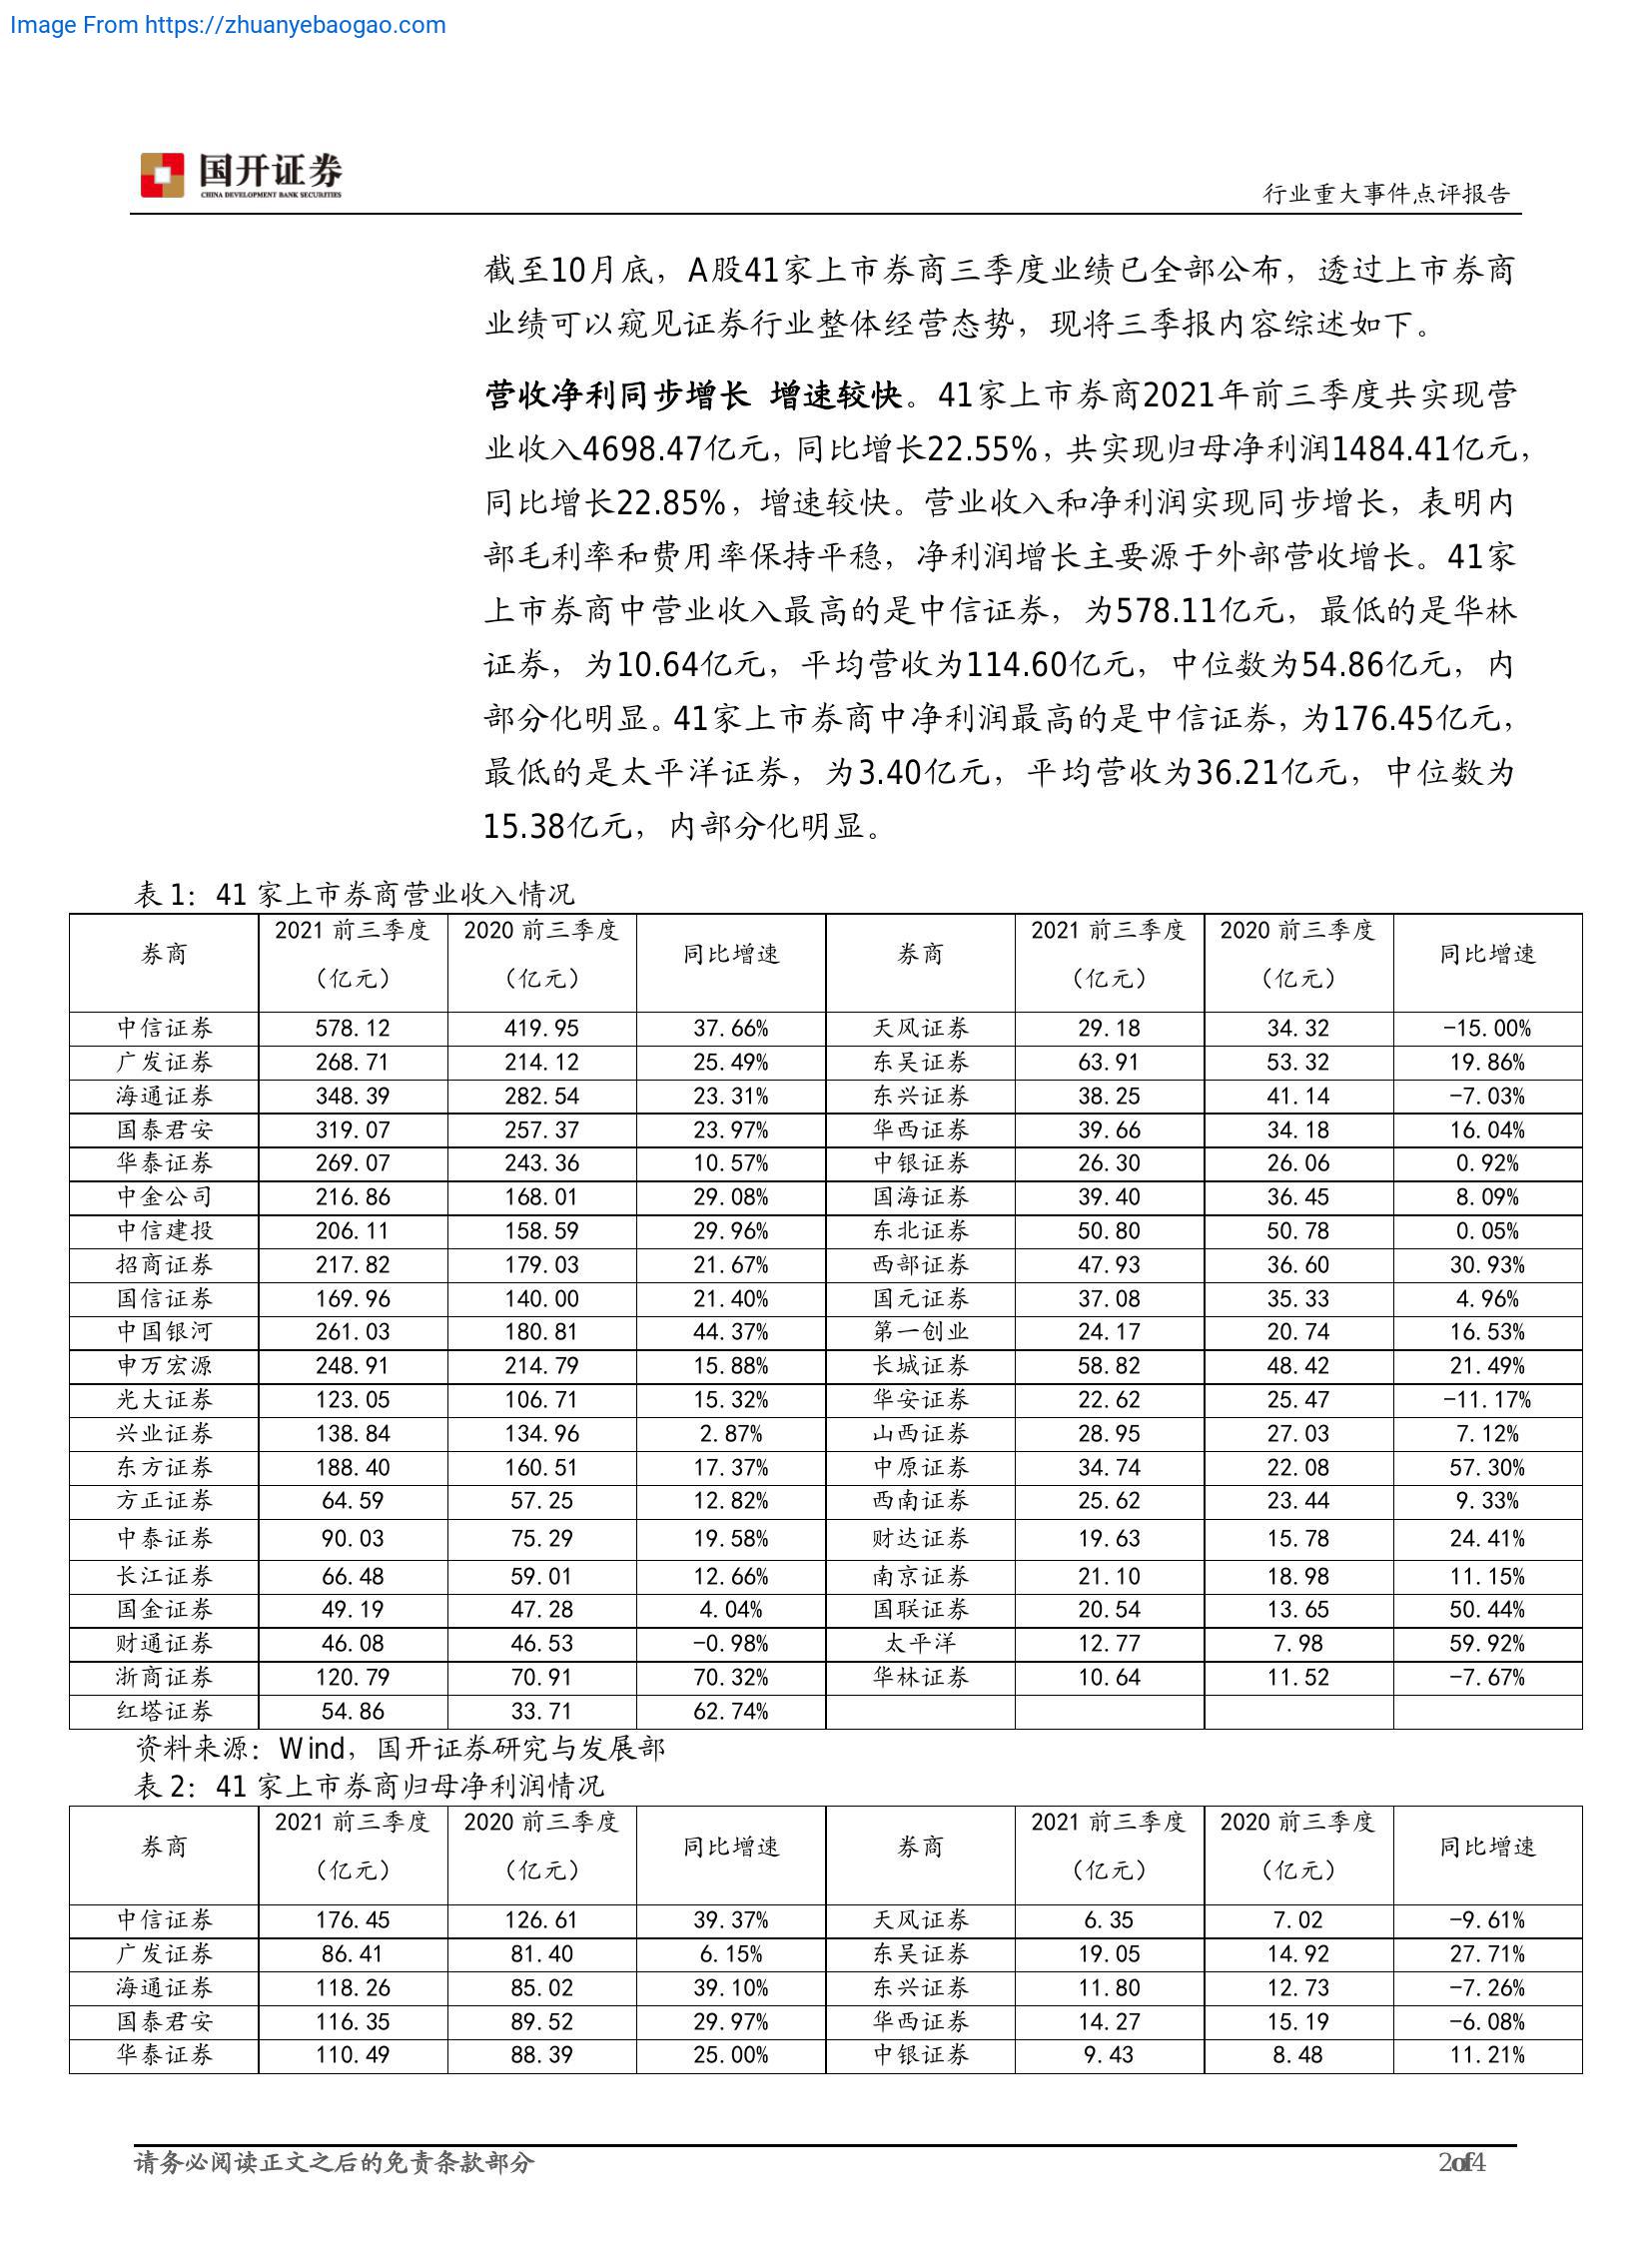 Image From https://zhuanyebaogao.com
国开证券
CHINA DEVELOPMENT BANK SECURITIES
行业重大事件点评报告
截至10月底，A股41家上市券商三季度业绩已全部公布，透过上市券商
业绩可以窥见证券行业整体经营态势，现将三季报内容综述如下。
营收净利同步增长 增速较快。41家上市券商2021年前三季度共实现营
业收入4698.47亿元，同比增长22.55%，共实现归母净利润1484.41亿元，
同比增长22.85%，增速较快。营业收入和净利润实现同步增长，表明内
部毛利率和费用率保持平稳，净利润增长主要源于外部营收增长。41家
上市券商中营业收入最高的是中信证券，为578.11亿元，最低的是华林
证券，为10.64亿元，平均营收为114.60亿元，中位数为54.86亿元，内
部分化明显。41家上市券商中净利润最高的是中信证券，为176.45亿元，
最低的是太平洋证券，为3.40亿元，平均营收为36.21亿元，中位数为
15.38亿元，内部分化明显。
表 1：41 家上市券商营业收入情况
券商 2021 前三季度（亿元） 2020 前三季度（亿元） 同比增速 券商 2021 前三季度（亿元） 2020 前三季度（亿元） 同比增速
中信证券 578.12 419.95 37.66% 天风证券 29.18 34.32 -15.00%
广发证券 268.71 214.12 25.49% 东吴证券 63.91 53.32 19.86%
海通证券 348.39 282.54 23.31% 东兴证券 38.25 41.14 -7.03%
国泰君安 319.07 257.37 23.97% 华西证券 39.66 34.18 16.04%
华泰证券 269.07 243.36 10.57% 中银证券 26.30 26.06 0.92%
中金公司 216.86 168.01 29.08% 国海证券 39.40 36.45 8.09%
中信建投 206.11 158.59 29.96% 东北证券 50.80 50.78 0.05%
招商证券 217.82 179.03 21.67% 西部证券 47.93 36.60 30.93%
国信证券 169.96 140.00 21.40% 国元证券 37.08 35.33 4.96%
中国银河 261.03 180.81 44.37% 第一创业 24.17 20.74 16.53%
申万宏源 248.91 214.79 15.88% 长城证券 58.82 48.42 21.49%
光大证券 123.05 106.71 15.32% 华安证券 22.62 25.47 -11.17%
兴业证券 138.84 134.96 2.87% 山西证券 28.95 27.03 7.12%
东方证券 188.40 160.51 17.37% 中原证券 34.74 22.08 57.30%
方正证券 64.59 57.25 12.82% 西南证券 25.62 23.44 9.33%
中泰证券 90.03 75.29 19.58% 财达证券 19.63 15.78 24.41%
长江证券 66.48 59.01 12.66% 南京证券 21.10 18.98 11.15%
国金证券 49.19 47.28 4.04% 国联证券 20.54 13.65 50.44%
财通证券 46.08 46.53 -0.98% 太平洋 12.77 7.98 59.92%
浙商证券 120.79 70.91 70.32% 华林证券 10.64 11.52 -7.67%
红塔证券 54.86 33.71 62.74%
资料来源：Wind，国开证券研究与发展部
表 2：41 家上市券商归母净利润情况
券商 2021 前三季度（亿元） 2020 前三季度（亿元） 同比增速 券商 2021 前三季度（亿元） 2020 前三季度（亿元） 同比增速
中信证券 176.45 126.61 39.37% 天风证券 6.35 7.02 -9.61%
广发证券 86.41 81.40 6.15% 东吴证券 19.05 14.92 27.71%
海通证券 118.26 85.02 39.10% 东兴证券 11.80 12.73 -7.26%
国泰君安 116.35 89.52 29.97% 华西证券 14.27 15.19 -6.08%
华泰证券 110.49 88.39 25.00% 中银证券 9.43 8.48 11.21%
请务必阅读正文之后的免责条款部分
2of4